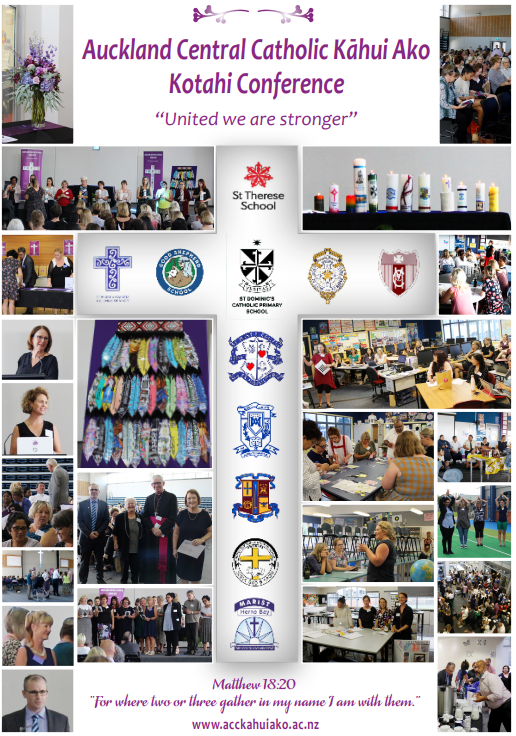 Auckland Central Catholic Kāhui Ako
Kotahi Conference
“United we are stronger”
St Therese
School
GOOD SHEPHERD
SCHOOL
ST DOMINIC'S
CATHOLIC PRIMARY
SCHOOL
MARIST
Herne Bay
Matthew 18:20
"For where two or three gather in my name I am with them."
www.acckahuiako.ac.nz